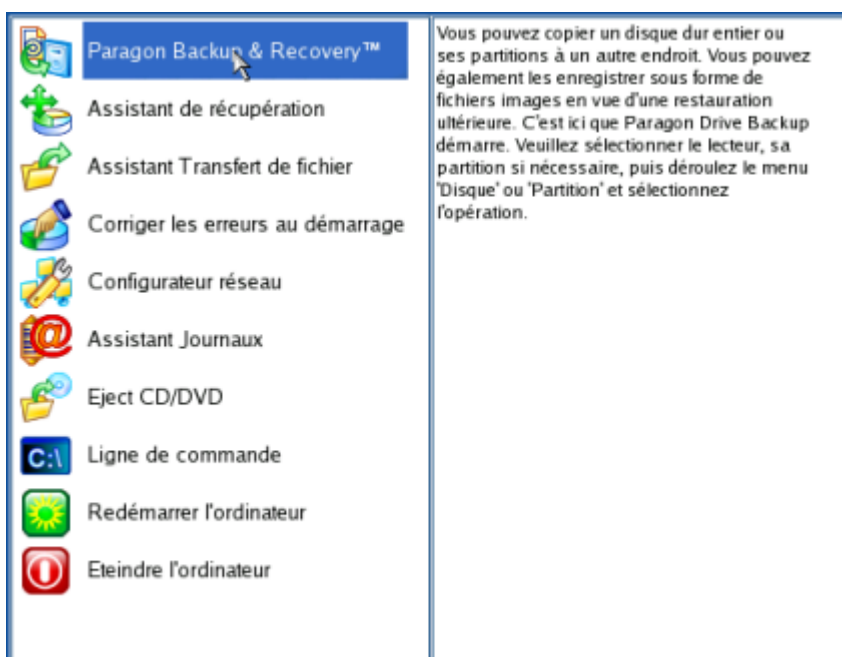 Paragon Backup & Recovery™
Assistant de récupération
Assistant Transfert de fichier
Corriger les erreurs au démarrage
Configurateur réseau
Assistant Journaux
Eject CD/DVD
C:\
Ligne de commande
Redémarrer l'ordinateur
Eteindre l'ordinateur
Vous pouvez copier un disque dur entier ou
ses partitions à un autre endroit. Vous pouvez
également les enregistrer sous forme de
fichiers images en vue d'une restauration
ultérieure. C'est ici que Paragon Drive Backup
démarre. Veuillez sélectionner le lecteur, sa
partition si nécessaire, puis déroulez le menu
'Disque' ou 'Partition' et sélectionnez
l'opération.